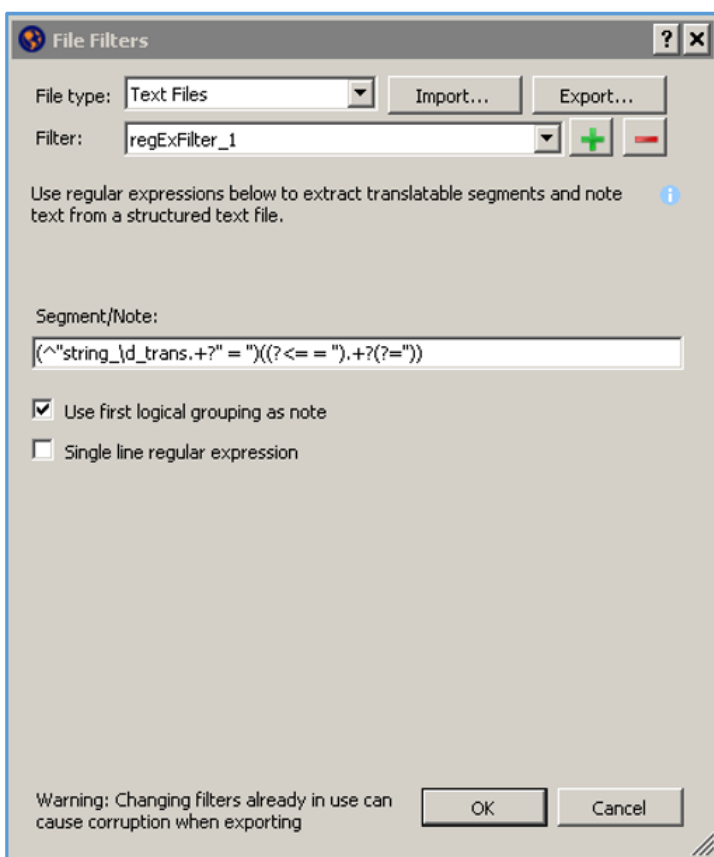 File Filters
File type: Text Files Import... Export...
Filter: regExFilter_1
Use regular expressions below to extract translatable segments and note
text from a structured text file.
Segment/Note:
(^"string_\d_trans.+?" = ")((?<= = ").+?(?="))
Use first logical grouping as note
Single line regular expression
Warning: Changing filters already in use can
cause corruption when exporting
OK Cancel